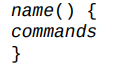 name() {
commands
}